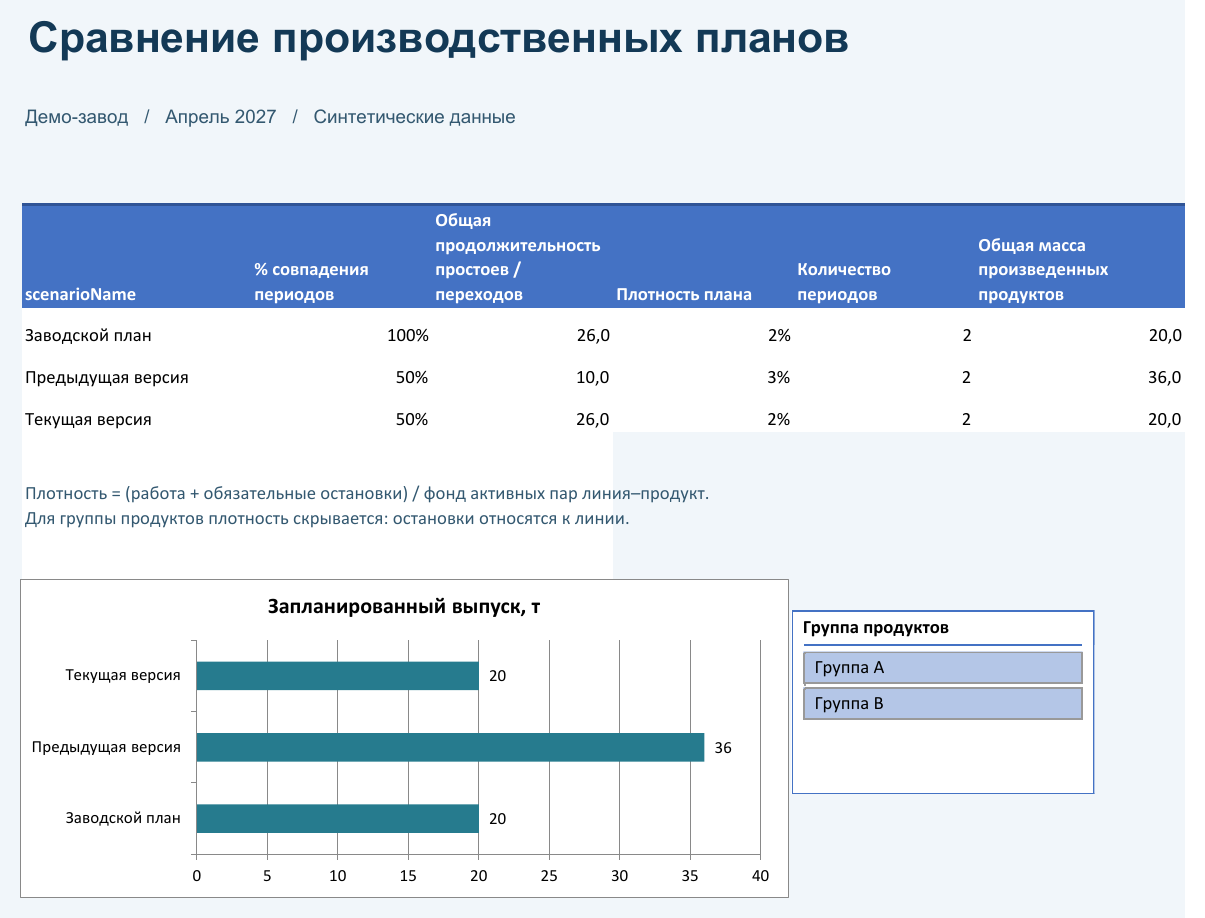 Сравнение производственных планов
Демо-завод / Апрель 2027 / Синтетические данные
scenarioName
% совпадения
периодов
Общая
продолжительность
простоев /
переходов
Плотность плана
Количество
периодов
Общая масса
произведенных
продуктов
Заводской план 100% 26,0 2% 2 20,0
Предыдущая версия 50% 10,0 3% 2 36,0
Текущая версия 50% 26,0 2% 2 20,0
Плотность = (работа + обязательные остановки) / фонд активных пар линия–продукт.
Для группы продуктов плотность скрывается: остановки относятся к линии.
Запланированный выпуск, т
Текущая версия 20
Предыдущая версия 36
Заводской план 20
0 5 10 15 20 25 30 35 40
Группа продуктов
Группа A
Группа B